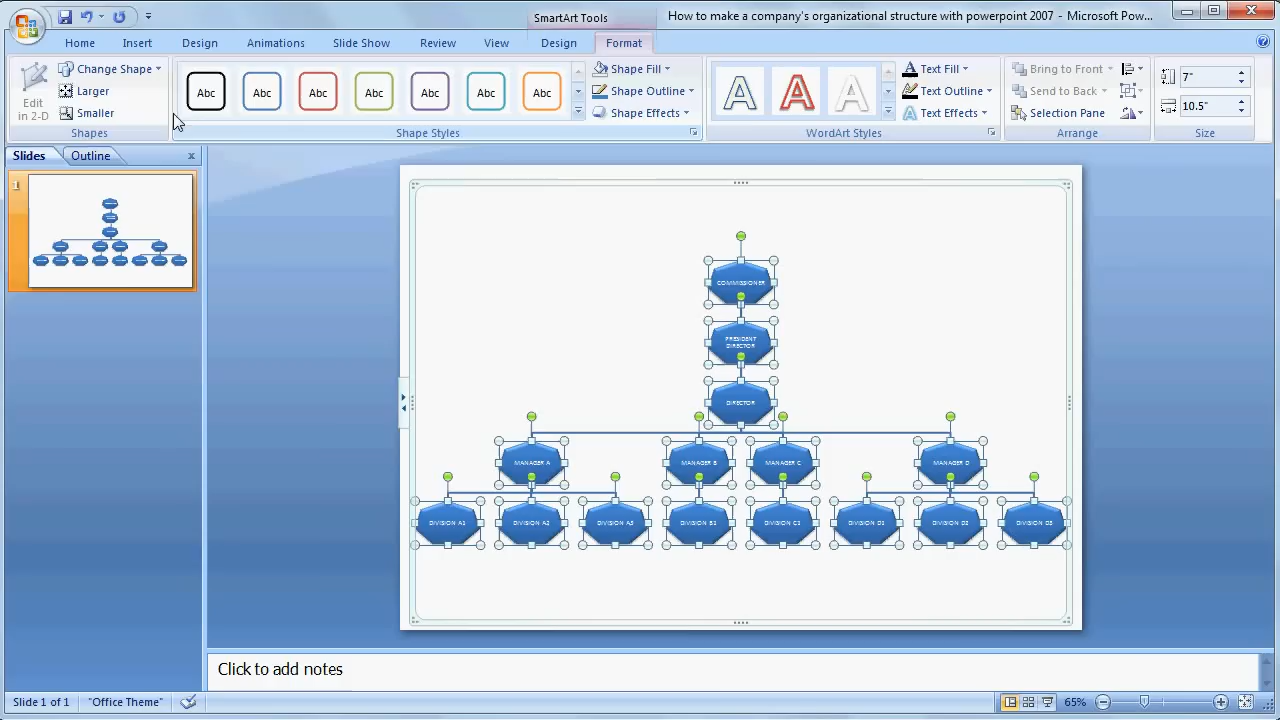 SmartArt Tools
How to make a company's organizational structure with powerpoint 2007 - Microsoft Pow...
Home
Insert
Design
Animations
Slide Show
Review
View
Design
Format
Edit
in 2-D
Change Shape
Larger
Smaller
Shapes
Abc Abc Abc Abc Abc Abc Abc
Shape Styles
Shape Fill
Shape Outline
Shape Effects
A A A
WordArt Styles
Text Fill
Text Outline
Text Effects
Bring to Front
Send to Back
Selection Pane
Arrange
7"
10.5"
Size
Slides
Outline
1
COMMISSIONER
PRESIDENT
DIRECTOR
DIRECTOR
MANAGER A
MANAGER B
MANAGER C
MANAGER D
DIVISION A1
DIVISION A2
DIVISION A3
DIVISION B1
DIVISION C1
DIVISION D1
DIVISION D2
DIVISION D3
Click to add notes
Slide 1 of 1
"Office Theme"
65%